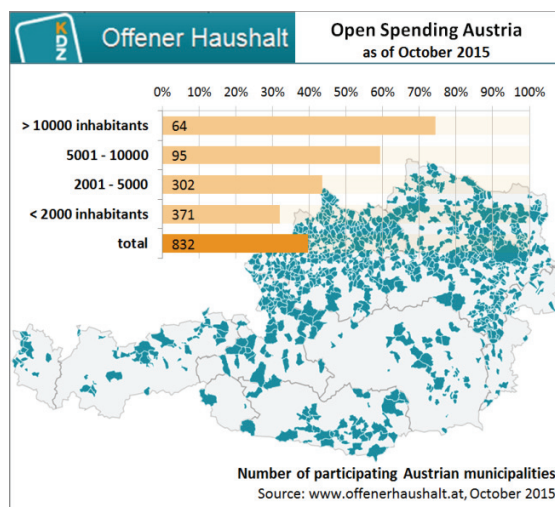 KDZ
Offener Haushalt
Open Spending Austria
as of October 2015
0% 10% 20% 30% 40% 50% 60% 70% 80% 90% 100%
> 10000 inhabitants 64
5001 - 10000 95
2001 - 5000 302
< 2000 inhabitants 371
total 832
Number of participating Austrian municipalities
Source: www.offenerhaushalt.at, October 2015